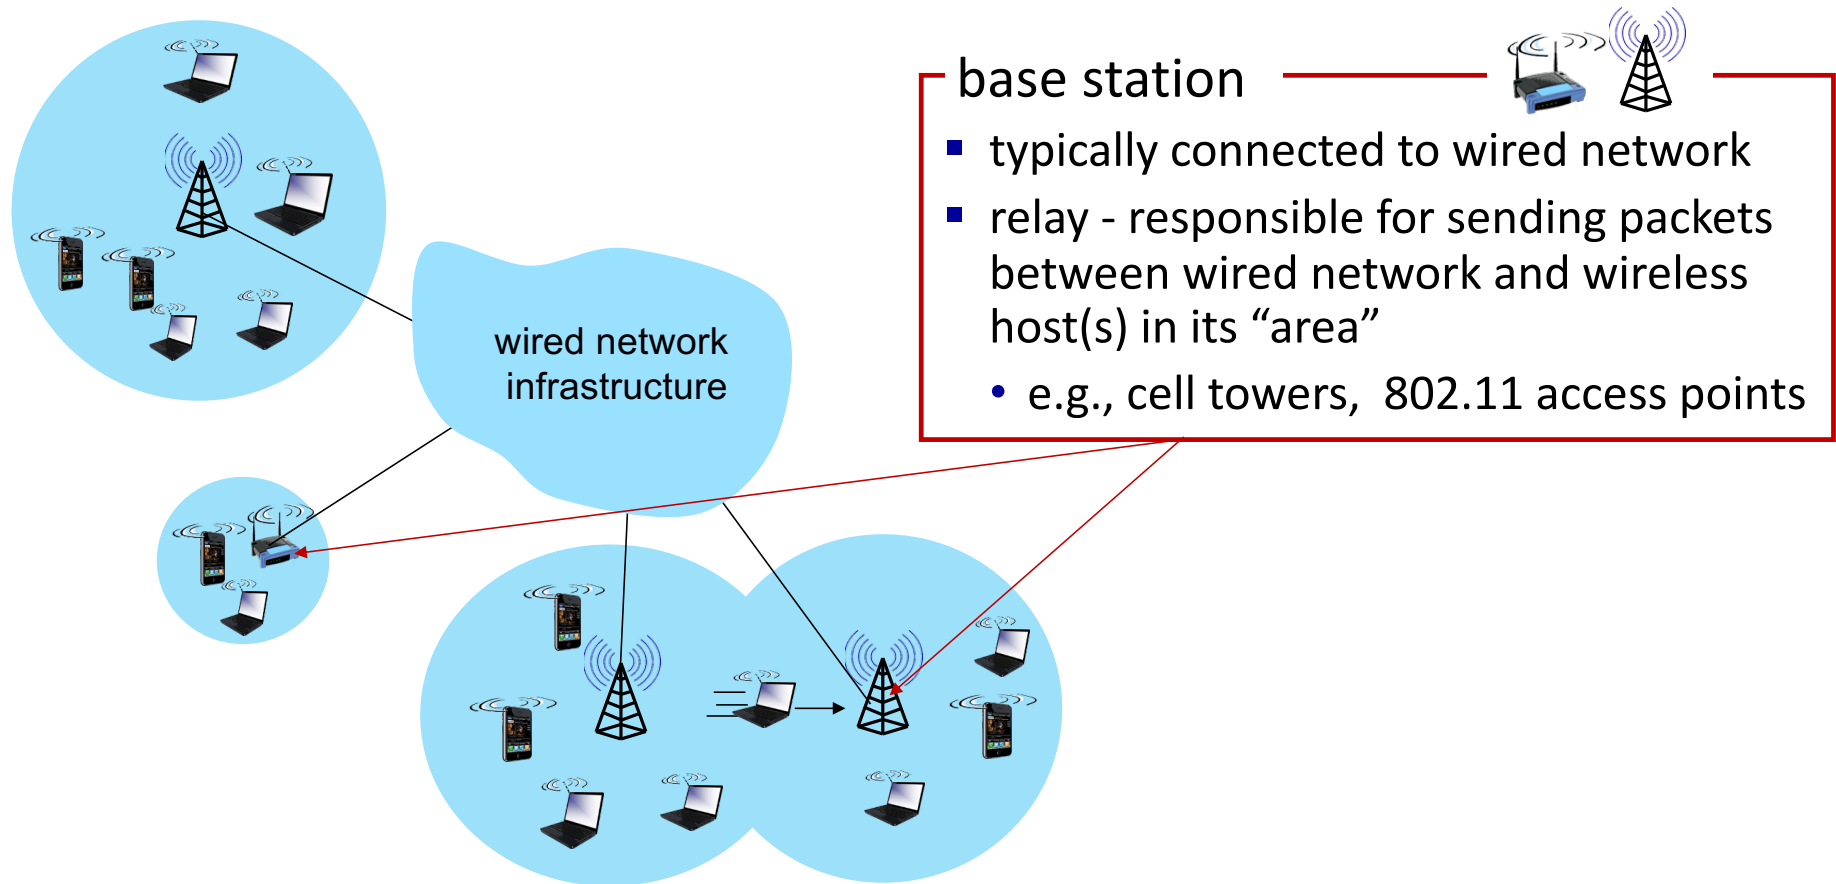 base station
▪ typically connected to wired network
▪ relay - responsible for sending packets
between wired network and wireless
host(s) in its “area”
• e.g., cell towers, 802.11 access points
wired network
infrastructure